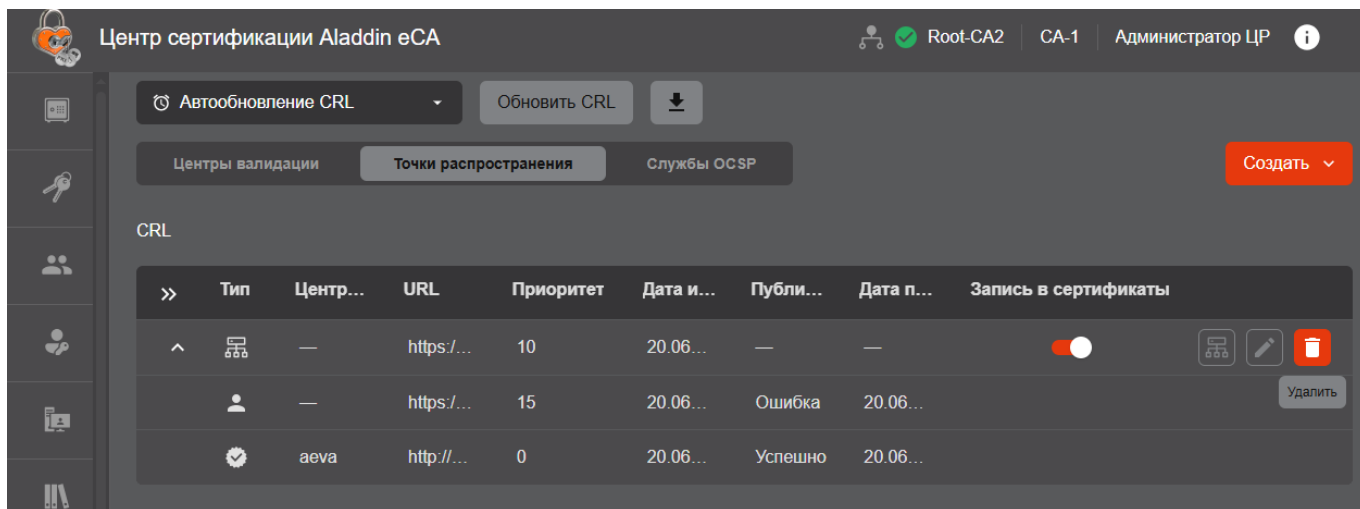 Центр сертификации Aladdin eCA Root-CA2 CA-1 Администратор ЦР i
Автообновление CRL Обновить CRL
Центры валидации Точки распространения Службы OCSP Создать
CRL
Тип Центр... URL Приоритет Дата и... Публи... Дата п... Запись в сертификаты
— https:/... 10 20.06... — —
— https:/... 15 20.06... Ошибка 20.06...
Удалить
aeva http://... 0 20.06... Успешно 20.06...